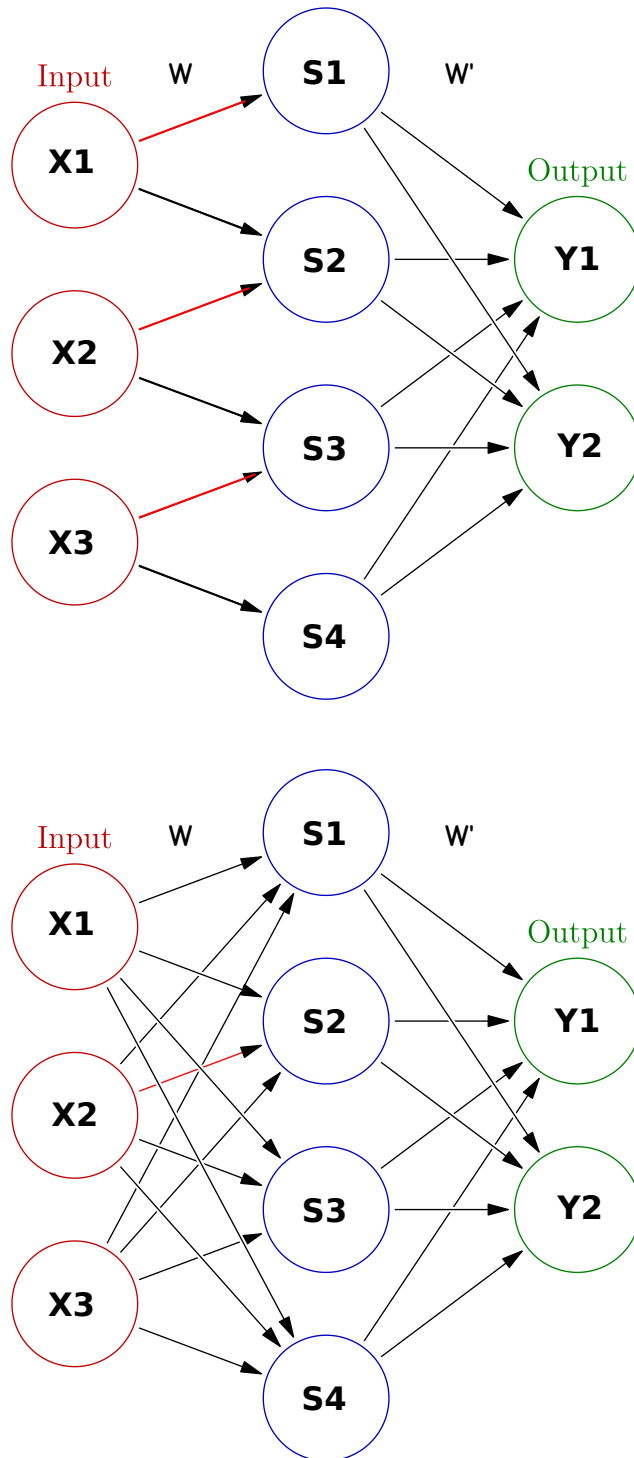 Input W S1 W'
X1
Output
S2 Y1
X2
S3 Y2
X3
S4
Input W S1 W'
X1
Output
S2 Y1
X2
S3 Y2
X3
S4